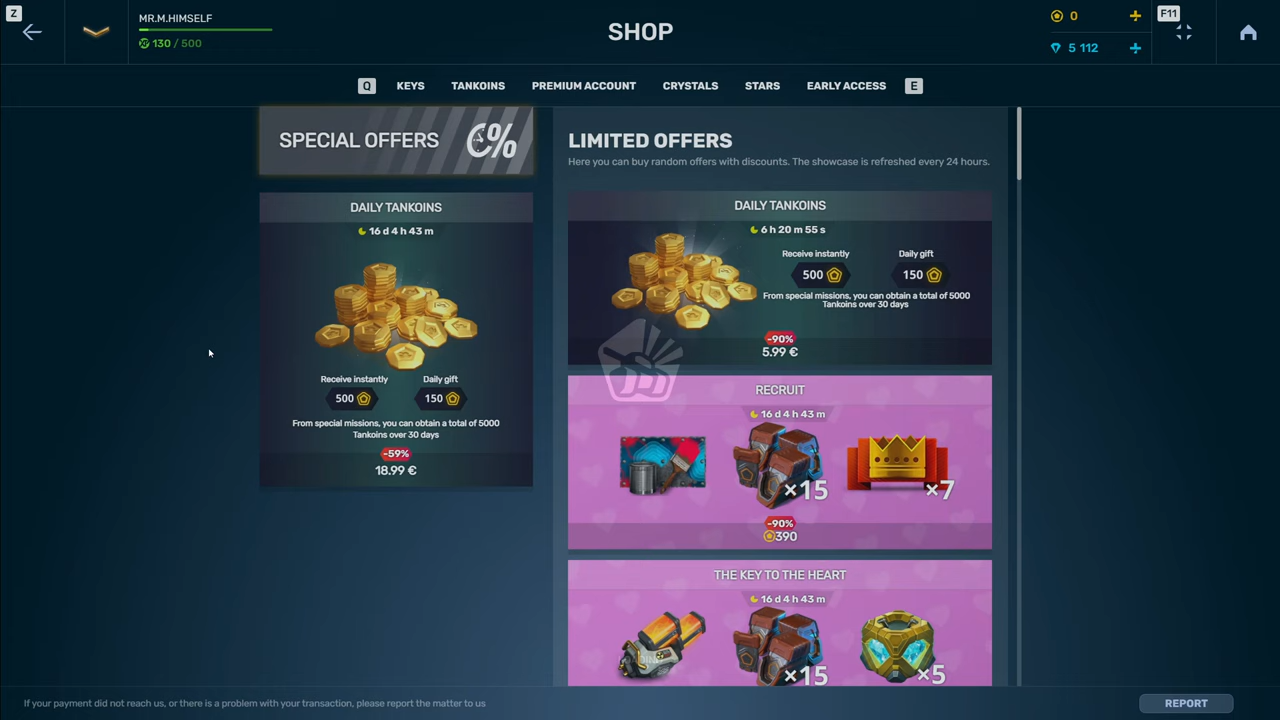 Z
MR.M.HIMSELF
130 / 500
SHOP
0
5 112
F11
Q
KEYS
TANKOINS
PREMIUM ACCOUNT
CRYSTALS
STARS
EARLY ACCESS
E
SPECIAL OFFERS
%
DAILY TANKOINS
16 d 4 h 43 m
Receive instantly
Daily gift
500
150
From special missions, you can obtain a total of 5000
Tankoins over 30 days
-59%
18.99 €
LIMITED OFFERS
Here you can buy random offers with discounts. The showcase is refreshed every 24 hours.
DAILY TANKOINS
6 h 20 m 55 s
Receive instantly
Daily gift
500
150
From special missions, you can obtain a total of 5000
Tankoins over 30 days
-90%
5.99 €
RECRUIT
16 d 4 h 43 m
×15
×7
-90%
390
THE KEY TO THE HEART
16 d 4 h 43 m
×15
×5
If your payment did not reach us, or there is a problem with your transaction, please report the matter to us
REPORT